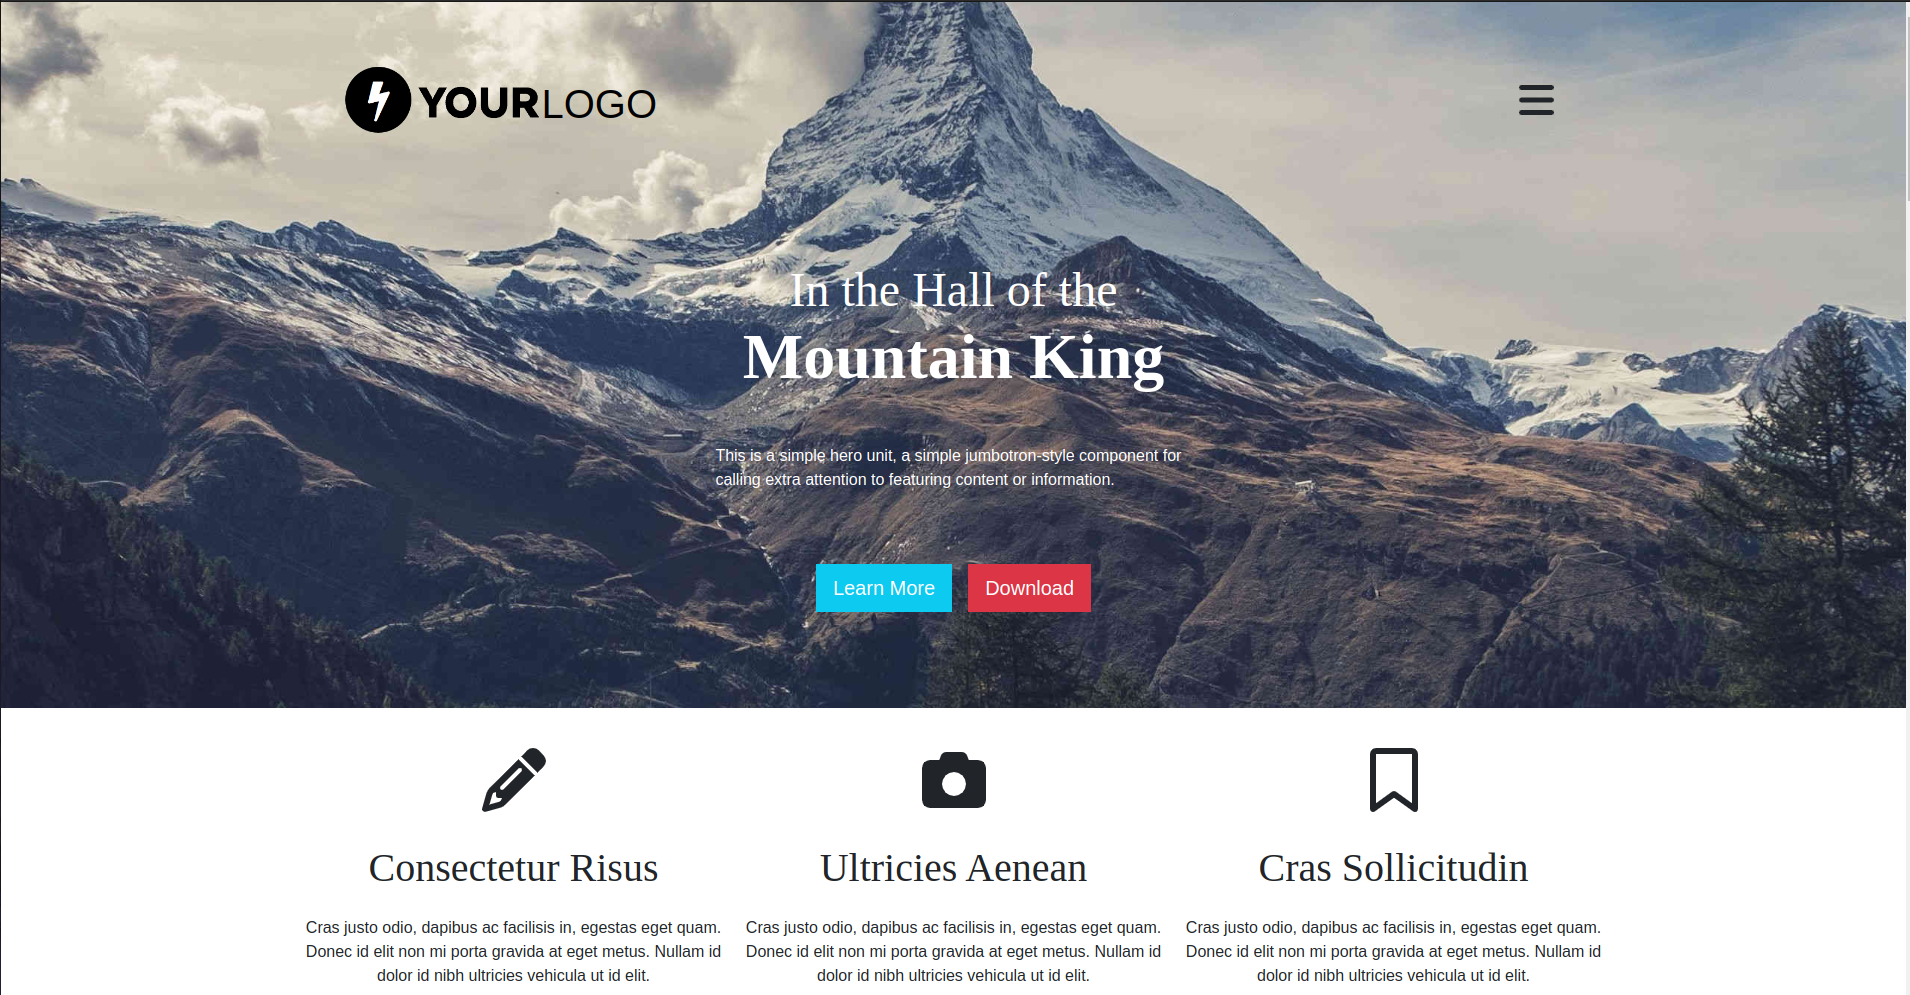 YOURLOGO
In the Hall of the
Mountain King
This is a simple hero unit, a simple jumbotron-style component for
calling extra attention to featuring content or information.
Learn More
Download
Consectetur Risus
Cras justo odio, dapibus ac facilisis in, egestas eget quam.
Donec id elit non mi porta gravida at eget metus. Nullam id
dolor id nibh ultricies vehicula ut id elit.
Ultricies Aenean
Cras justo odio, dapibus ac facilisis in, egestas eget quam.
Donec id elit non mi porta gravida at eget metus. Nullam id
dolor id nibh ultricies vehicula ut id elit.
Cras Sollicitudin
Cras justo odio, dapibus ac facilisis in, egestas eget quam.
Donec id elit non mi porta gravida at eget metus. Nullam id
dolor id nibh ultricies vehicula ut id elit.